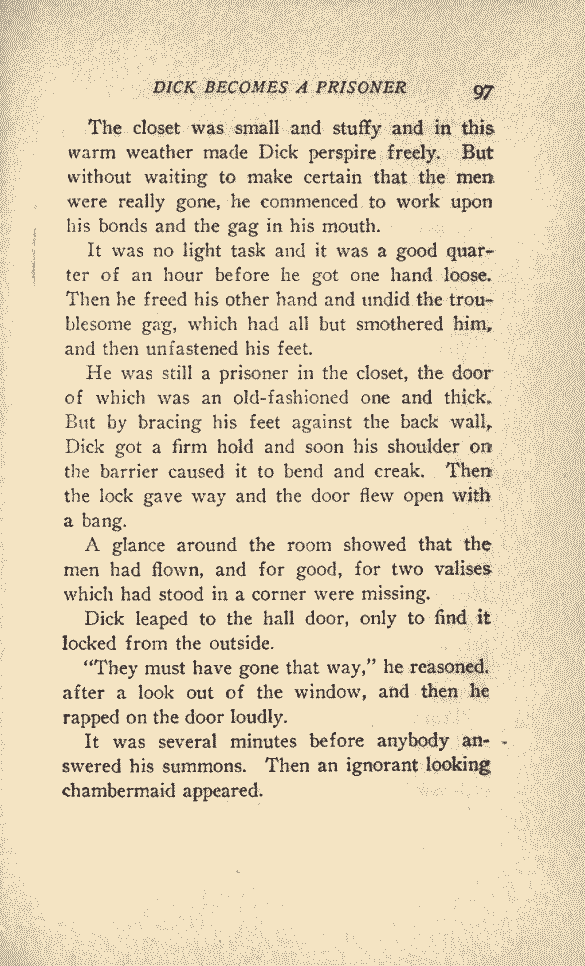 DICK BECOMES A PRISONER 97
The closet was small and stuffy and in this
warm weather made Dick perspire freely. But
without waiting to make certain that the men
were really gone, he commenced to work upon
his bonds and the gag in his mouth.
It was no light task and it was a good quar-
ter of an hour before he got one hand loose.
Then he freed his other hand and undid the trou-
blesome gag, which had all but smothered him,
and then unfastened his feet.
He was still a prisoner in the closet, the door
of which was an old-fashioned one and thick.
But by bracing his feet against the back wall,
Dick got a firm hold and soon his shoulder on
the barrier caused it to bend and creak. Then
the lock gave way and the door flew open with
a bang.
A glance around the room showed that the
men had flown, and for good, for two valises
which had stood in a corner were missing.
Dick leaped to the hall door, only to find it
locked from the outside.
“They must have gone that way,” he reasoned.
after a look out of the window, and then he
rapped on the door loudly.
It was several minutes before anybody an-
swered his summons. Then an ignorant looking
chambermaid appeared.